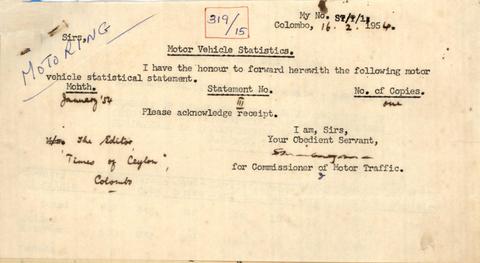 319/15
My No. ST/7/13
Colombo, 16. 2. 1954.
Sirs,
MOTORING
Motor Vehicle Statistics.
I have the honour to forward herewith the following motor
vehicle statistical statement.
Month. Statement No. No. of Copies.
January '54 III one
Please acknowledge receipt.
I am, Sirs,
Your Obedient Servant,
for Commissioner of Motor Traffic.
The Editor,
"Times of Ceylon",
Colombo